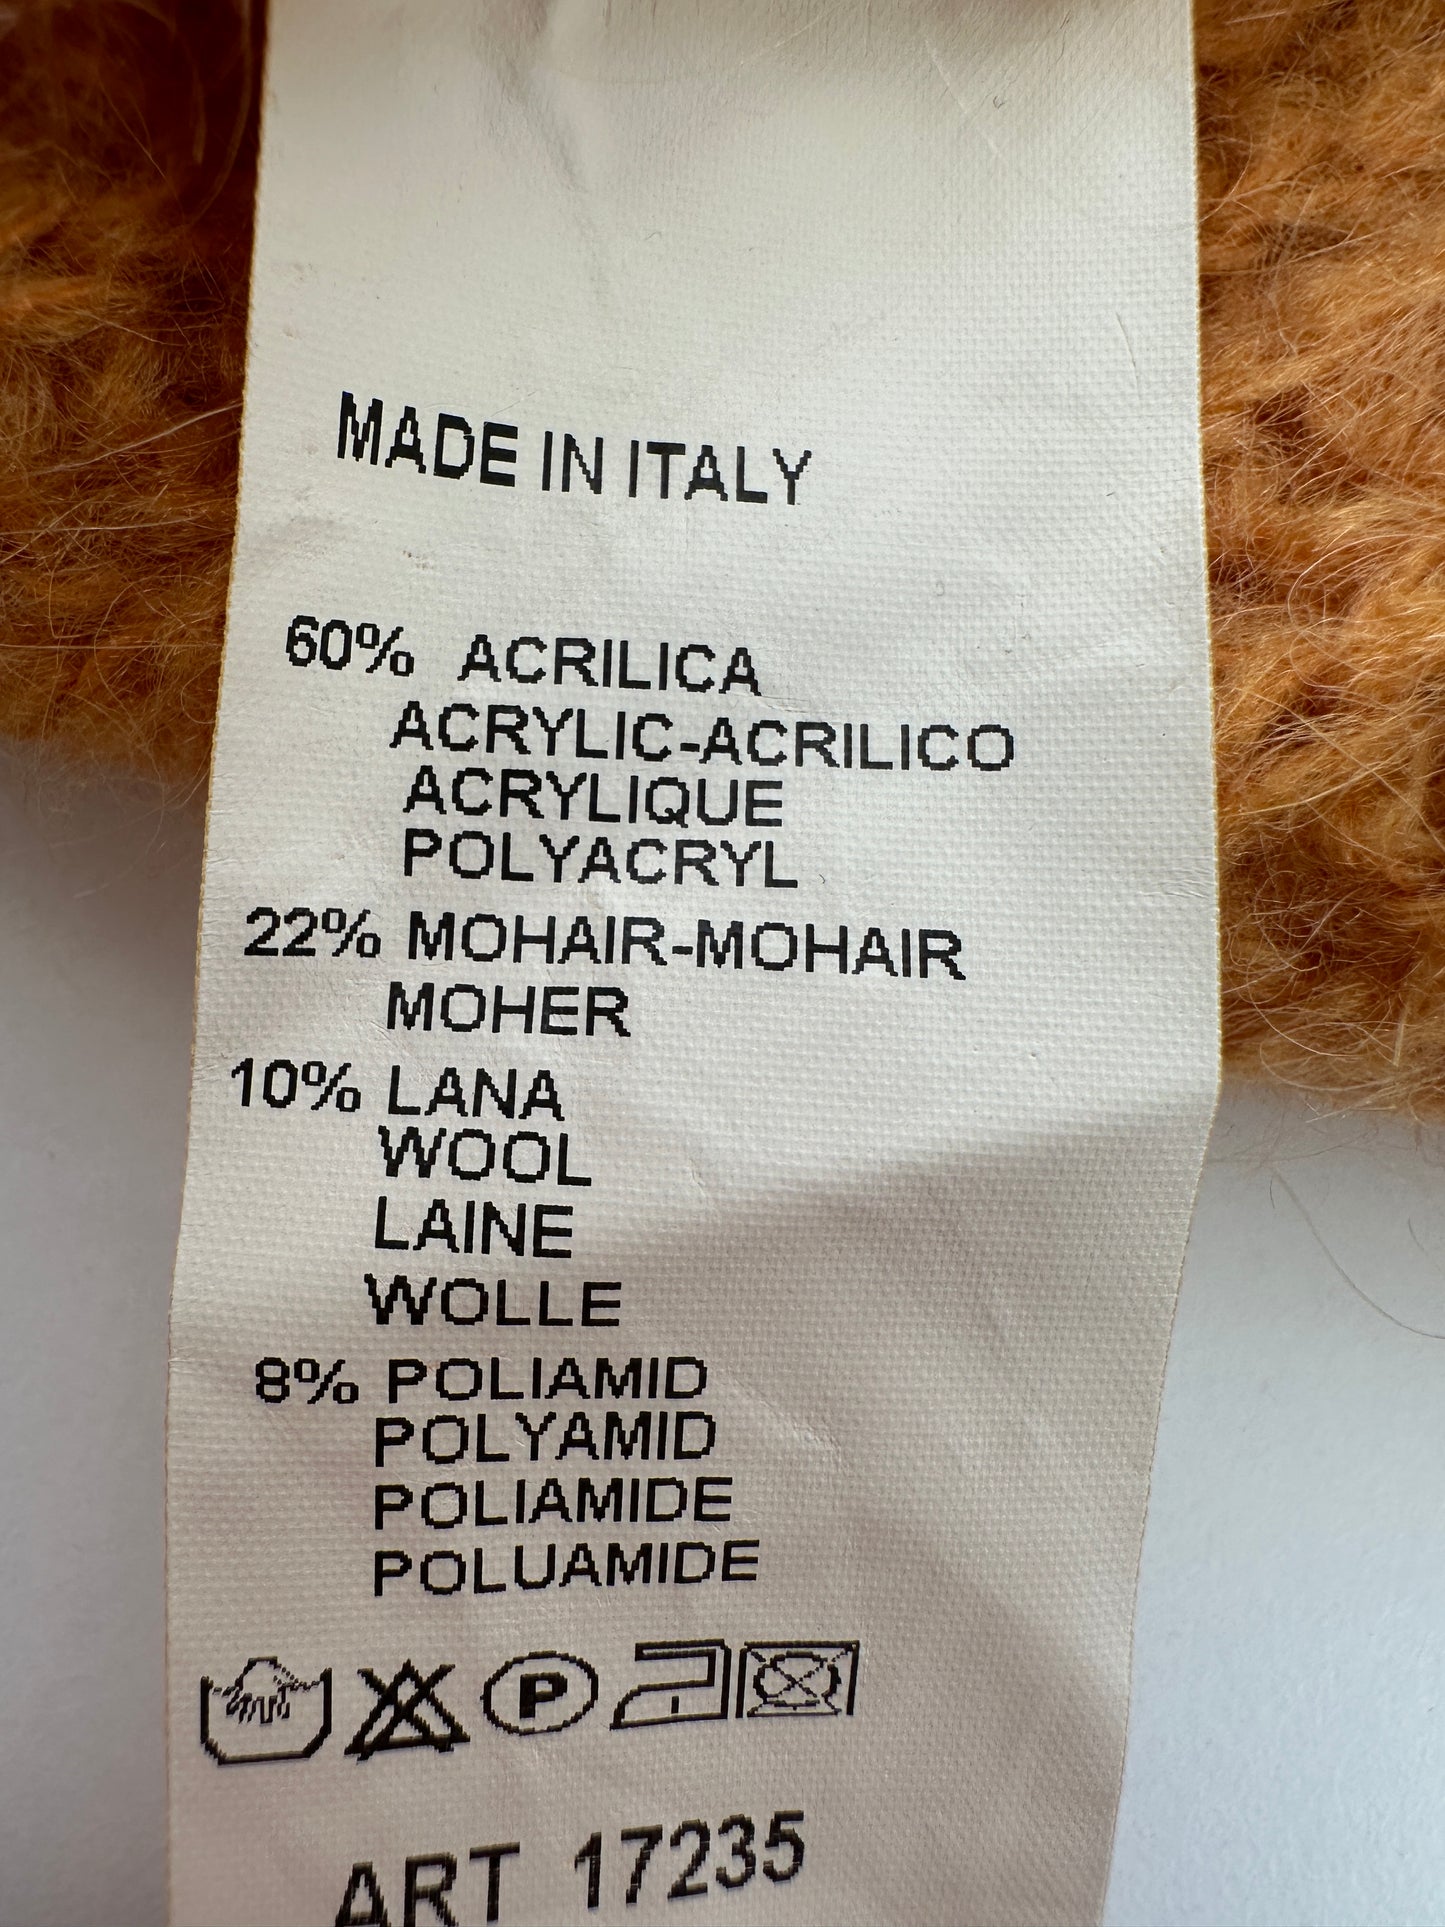 MADE IN ITALY
60% ACRILICA
ACRYLIC-ACRILICO
ACRYLIQUE
POLYACRYL
22% MOHAIR-MOHAIR
MOHER
10% LANA
WOOL
LAINE
WOLLE
8% POLIAMID
POLYAMID
POLIAMIDE
POLUAMIDE
P
ART 17235